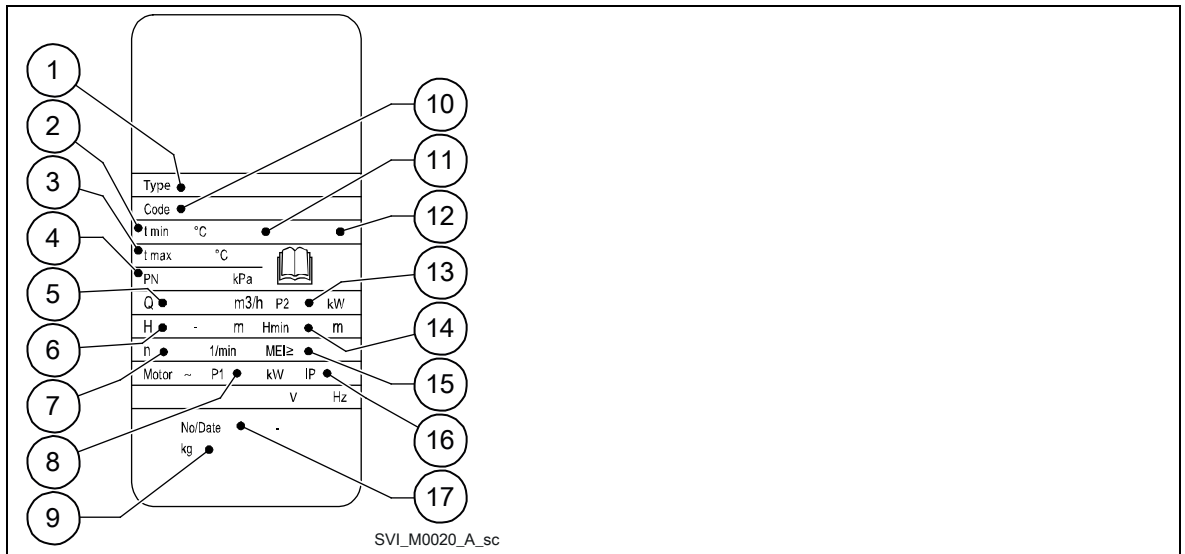 1
2
3
4
5
6
7
8
9
Type
Code
t min °C
t max °C
PN kPa
Q m3/h P2 kW
H - m Hmin m
n 1/min MEI≥
Motor ~ P1 kW IP
V Hz
No/Date -
kg
10
11
12
13
14
15
16
17
SVI_M0020_A_sc